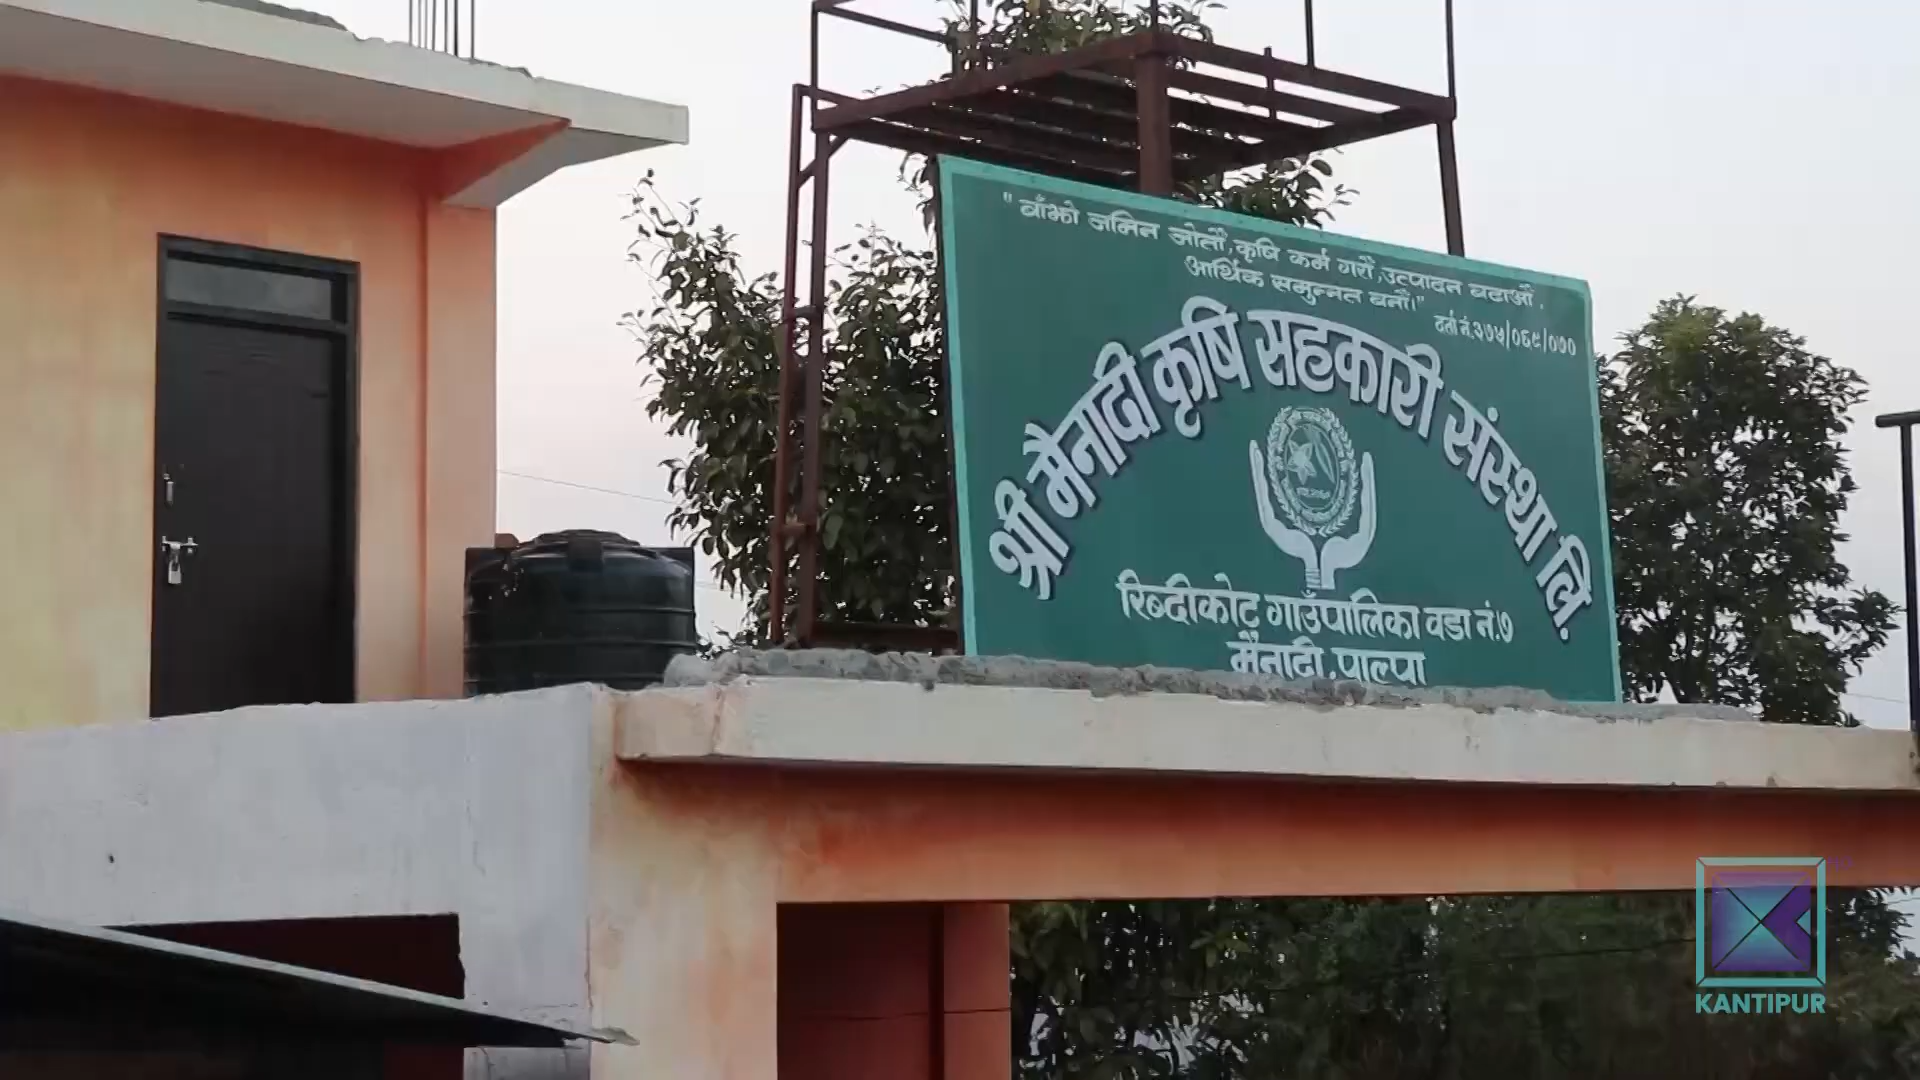 "बाँझो जमिन जोतौं,कृषि कर्म गरौं,उत्पादन बढाऔं,
आर्थिक समुन्नत बनौं।"
दर्ता नं.३७५/०६९/०७०
श्री मैनादी कृषि सहकारी संस्था लि.
रिब्दीकोट गाउँपालिका वडा नं.७
मैनादी,पाल्पा
KANTIPUR